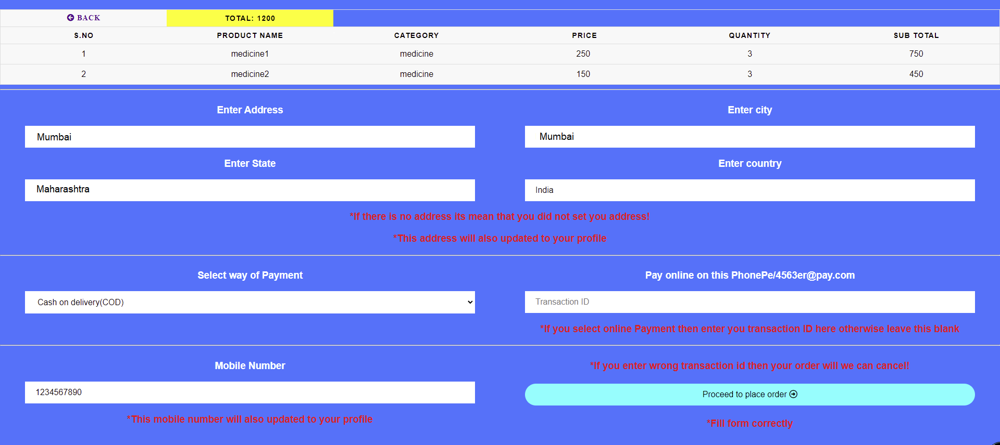 BACK TOTAL: 1200
S.NO PRODUCT NAME CATEGORY PRICE QUANTITY SUB TOTAL
1 medicine1 medicine 250 3 750
2 medicine2 medicine 150 3 450
Enter Address Enter city
Mumbai Mumbai
Enter State Enter country
Maharashtra India
*If there is no address its mean that you did not set you address!
*This address will also updated to your profile
Select way of Payment Pay online on this PhonePe/4563er@pay.com
Cash on delivery(COD) Transaction ID
*If you select online Payment then enter you transaction ID here otherwise leave this blank
Mobile Number *If you enter wrong transaction id then your order will we can cancel!
1234567890 Proceed to place order
*This mobile number will also updated to your profile *Fill form correctly